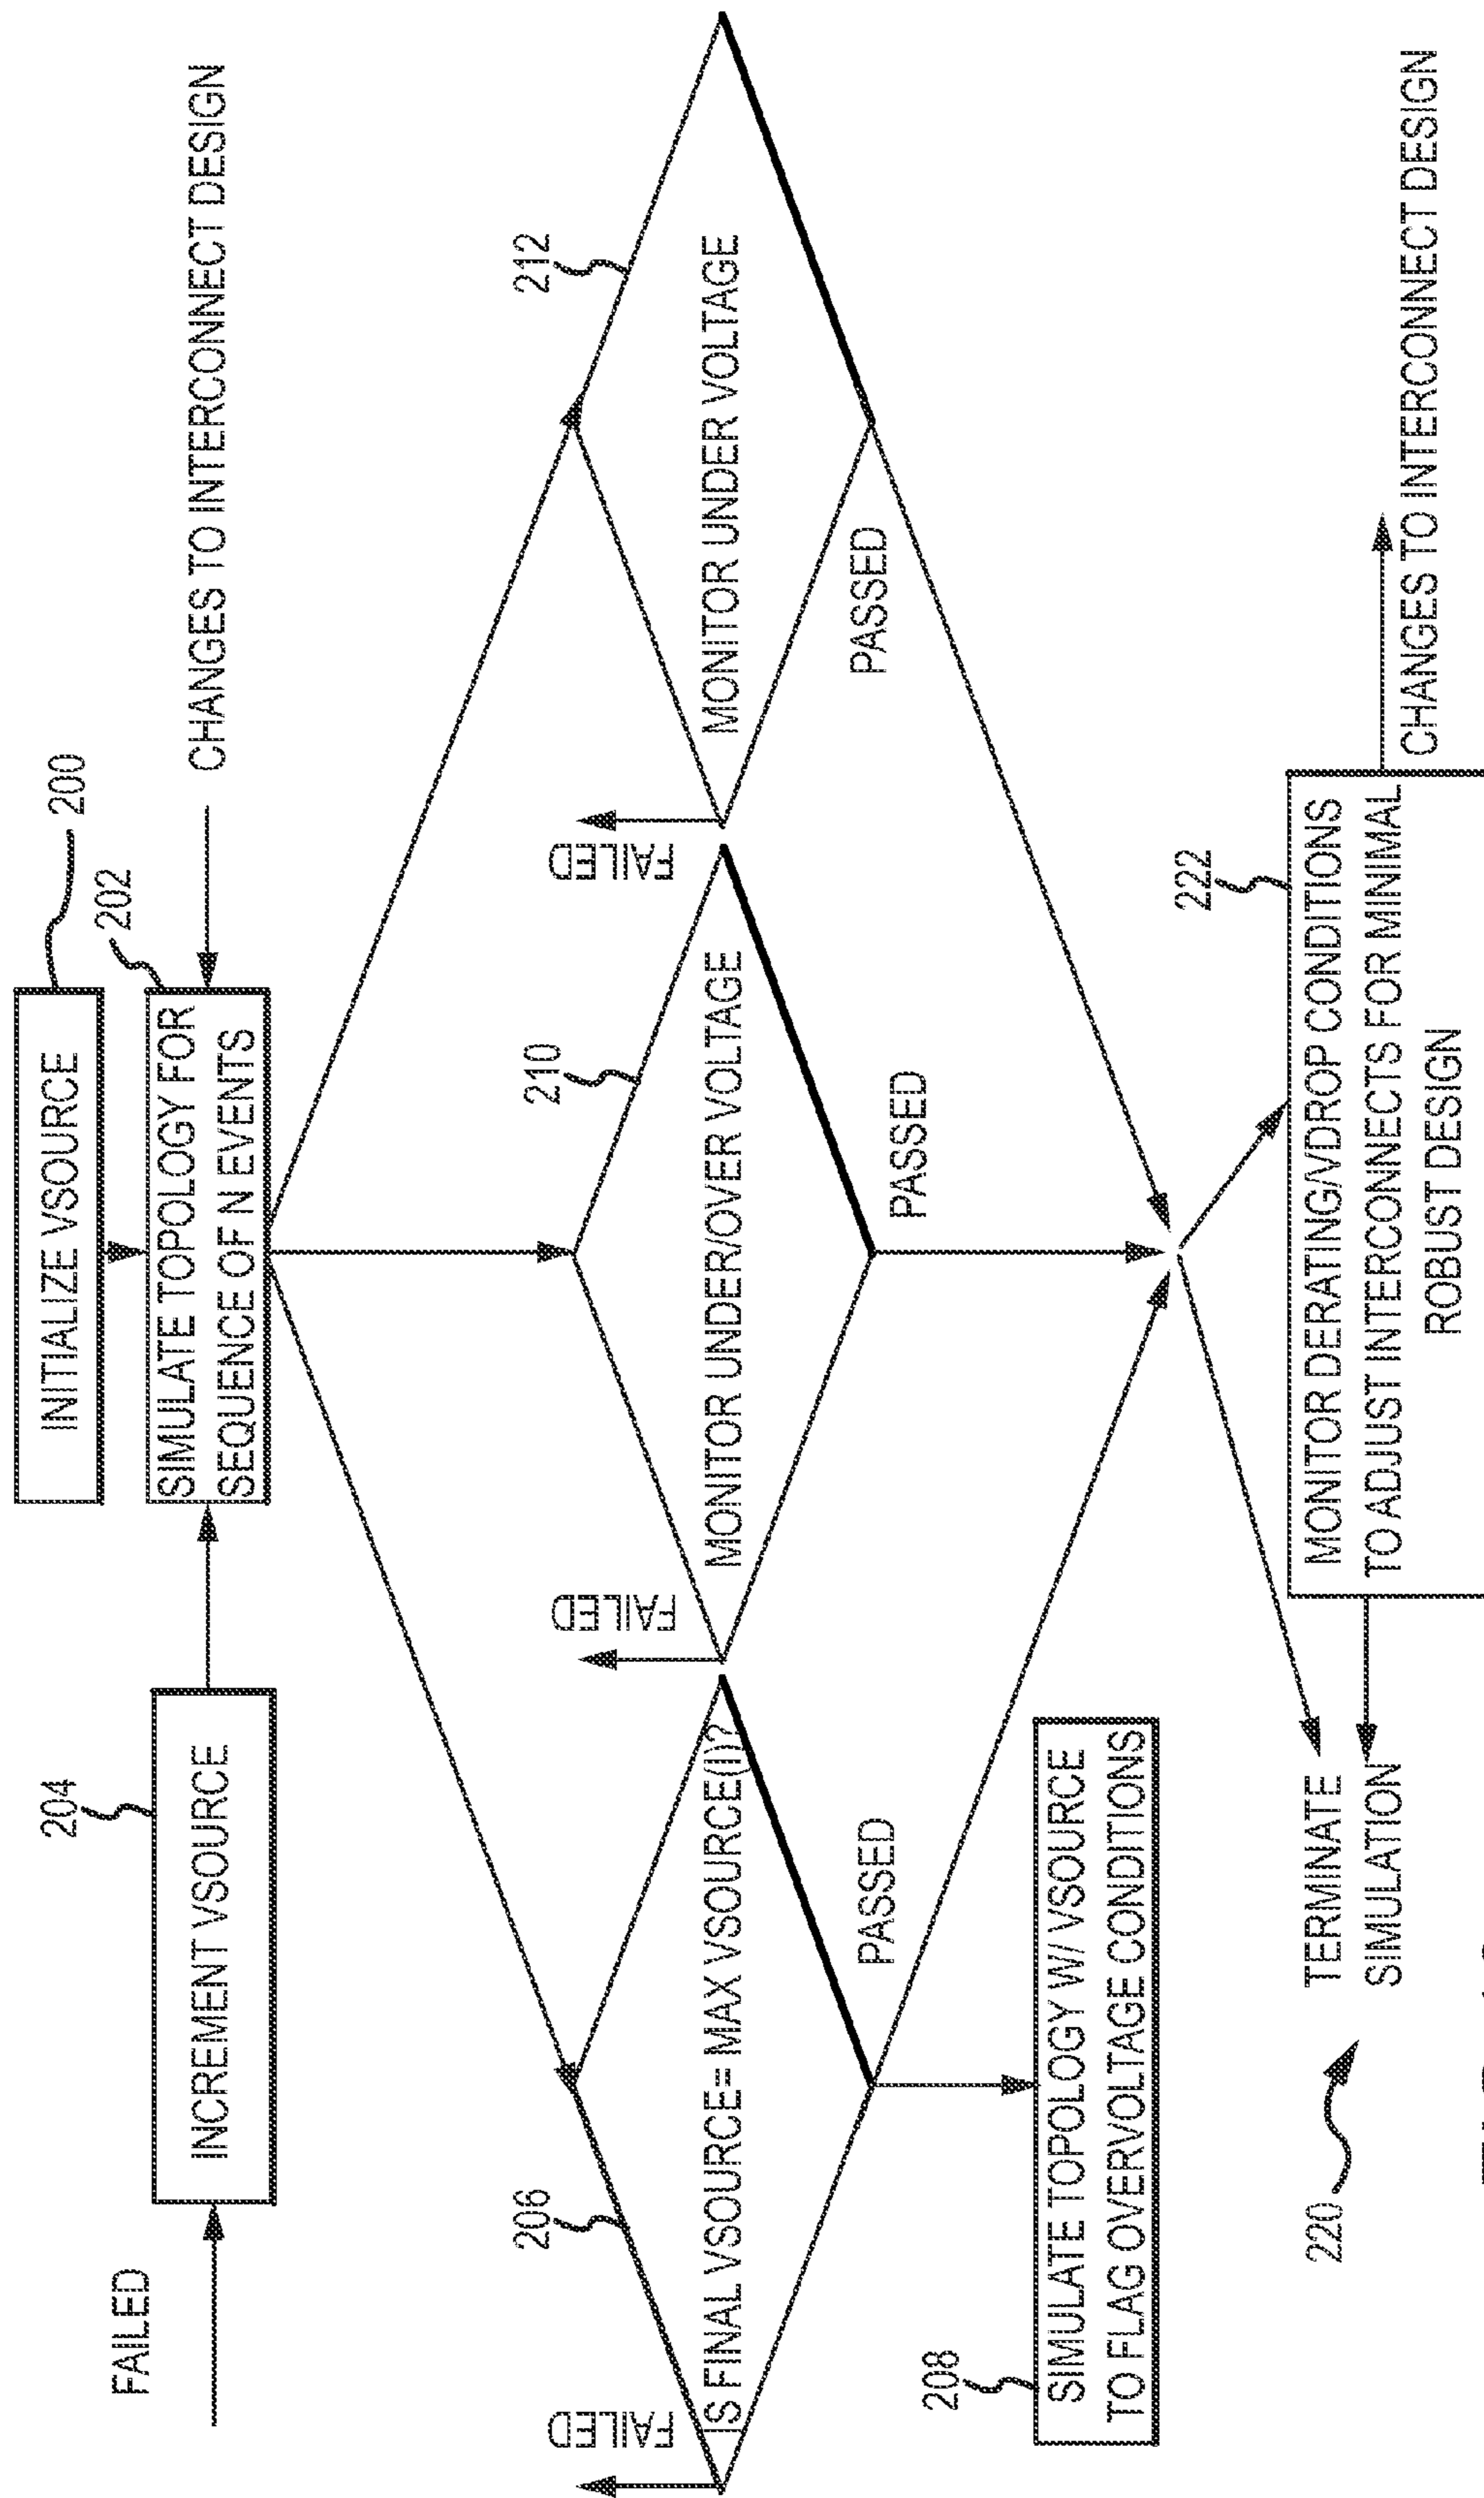 INITIALIZE VSOURCE
200
204
202
FAILED
INCREMENT VSOURCE
SIMULATE TOPOLOGY FOR
SEQUENCE OF N EVENTS
CHANGES TO INTERCONNECT DESIGN
206
210
212
FAILED
FAILED
FAILED
IS FINAL VSOURCE= MAX VSOURCE(I)?
MONITOR UNDER/OVER VOLTAGE
MONITOR UNDER VOLTAGE
PASSED
PASSED
PASSED
208
SIMULATE TOPOLOGY W/ VSOURCE
TO FLAG OVERVOLTAGE CONDITIONS
222
220
TERMINATE
SIMULATION
MONITOR DERATING/VDROP CONDITIONS
TO ADJUST INTERCONNECTS FOR MINIMAL
ROBUST DESIGN
CHANGES TO INTERCONNECT DESIGN